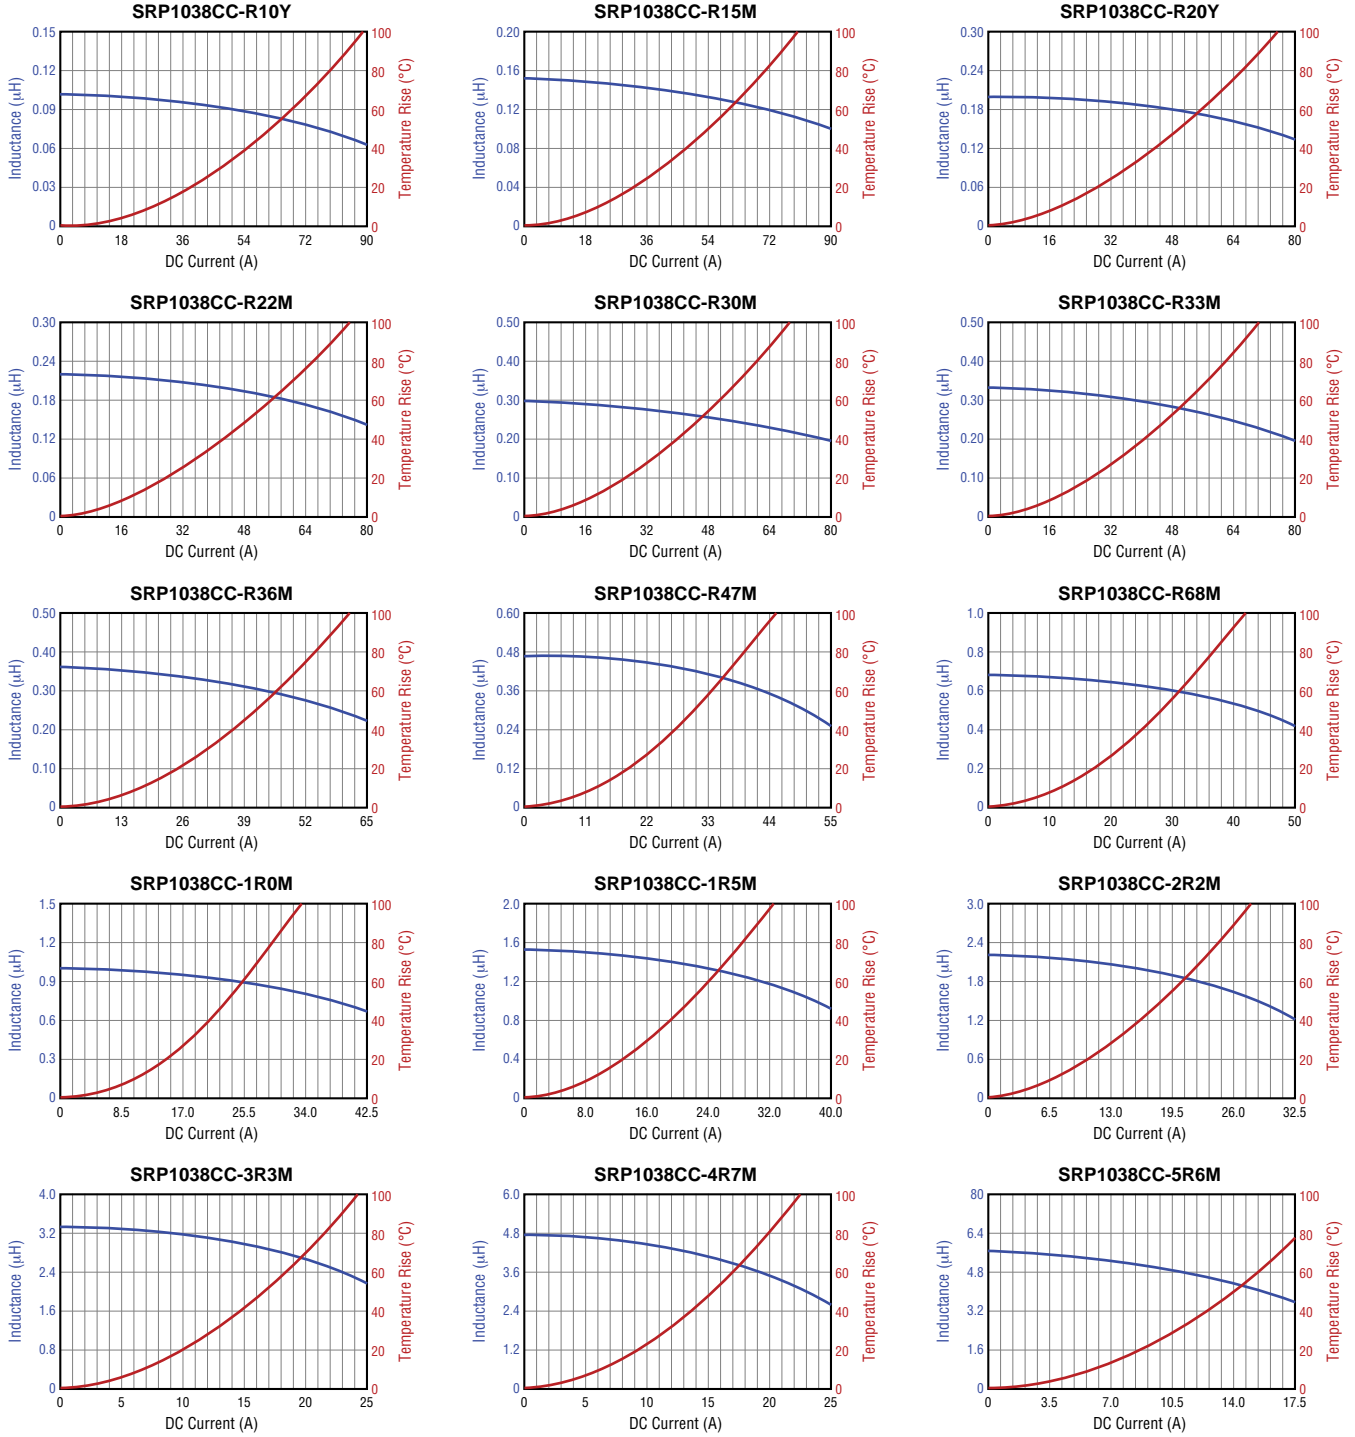 SRP1038CC-R10Y
SRP1038CC-R15M
SRP1038CC-R20Y
0.15
0.12
0.09
0.06
0.03
0
Inductance (μH)
100
80
60
40
20
0
Temperature Rise (°C)
0 18 36 54 72 90
DC Current (A)
0.20
0.16
0.12
0.08
0.04
0
Inductance (μH)
100
80
60
40
20
0
Temperature Rise (°C)
0 18 36 54 72 90
DC Current (A)
0.30
0.24
0.18
0.12
0.06
0
Inductance (μH)
100
80
60
40
20
0
Temperature Rise (°C)
0 16 32 48 64 80
DC Current (A)
SRP1038CC-R22M
SRP1038CC-R30M
SRP1038CC-R33M
0.30
0.24
0.18
0.12
0.06
0
Inductance (μH)
100
80
60
40
20
0
Temperature Rise (°C)
0 16 32 48 64 80
DC Current (A)
0.50
0.40
0.30
0.20
0.10
0
Inductance (μH)
100
80
60
40
20
0
Temperature Rise (°C)
0 16 32 48 64 80
DC Current (A)
0.50
0.40
0.30
0.20
0.10
0
Inductance (μH)
100
80
60
40
20
0
Temperature Rise (°C)
0 16 32 48 64 80
DC Current (A)
SRP1038CC-R36M
SRP1038CC-R47M
SRP1038CC-R68M
0.50
0.40
0.30
0.20
0.10
0
Inductance (μH)
100
80
60
40
20
0
Temperature Rise (°C)
0 13 26 39 52 65
DC Current (A)
0.60
0.48
0.36
0.24
0.12
0
Inductance (μH)
100
80
60
40
20
0
Temperature Rise (°C)
0 11 22 33 44 55
DC Current (A)
1.0
0.8
0.6
0.4
0.2
0
Inductance (μH)
100
80
60
40
20
0
Temperature Rise (°C)
0 10 20 30 40 50
DC Current (A)
SRP1038CC-1R0M
SRP1038CC-1R5M
SRP1038CC-2R2M
1.5
1.2
0.9
0.6
0.3
0
Inductance (μH)
100
80
60
40
20
0
Temperature Rise (°C)
0 8.5 17.0 25.5 34.0 42.5
DC Current (A)
2.0
1.6
1.2
0.8
0.4
0
Inductance (μH)
100
80
60
40
20
0
Temperature Rise (°C)
0 8.0 16.0 24.0 32.0 40.0
DC Current (A)
3.0
2.4
1.8
1.2
0.6
0
Inductance (μH)
100
80
60
40
20
0
Temperature Rise (°C)
0 6.5 13.0 19.5 26.0 32.5
DC Current (A)
SRP1038CC-3R3M
SRP1038CC-4R7M
SRP1038CC-5R6M
4.0
3.2
2.4
1.6
0.8
0
Inductance (μH)
100
80
60
40
20
0
Temperature Rise (°C)
0 5 10 15 20 25
DC Current (A)
6.0
4.8
3.6
2.4
1.2
0
Inductance (μH)
100
80
60
40
20
0
Temperature Rise (°C)
0 5 10 15 20 25
DC Current (A)
80
6.4
4.8
3.2
1.6
0
Inductance (μH)
100
80
60
40
20
0
Temperature Rise (°C)
0 3.5 7.0 10.5 14.0 17.5
DC Current (A)